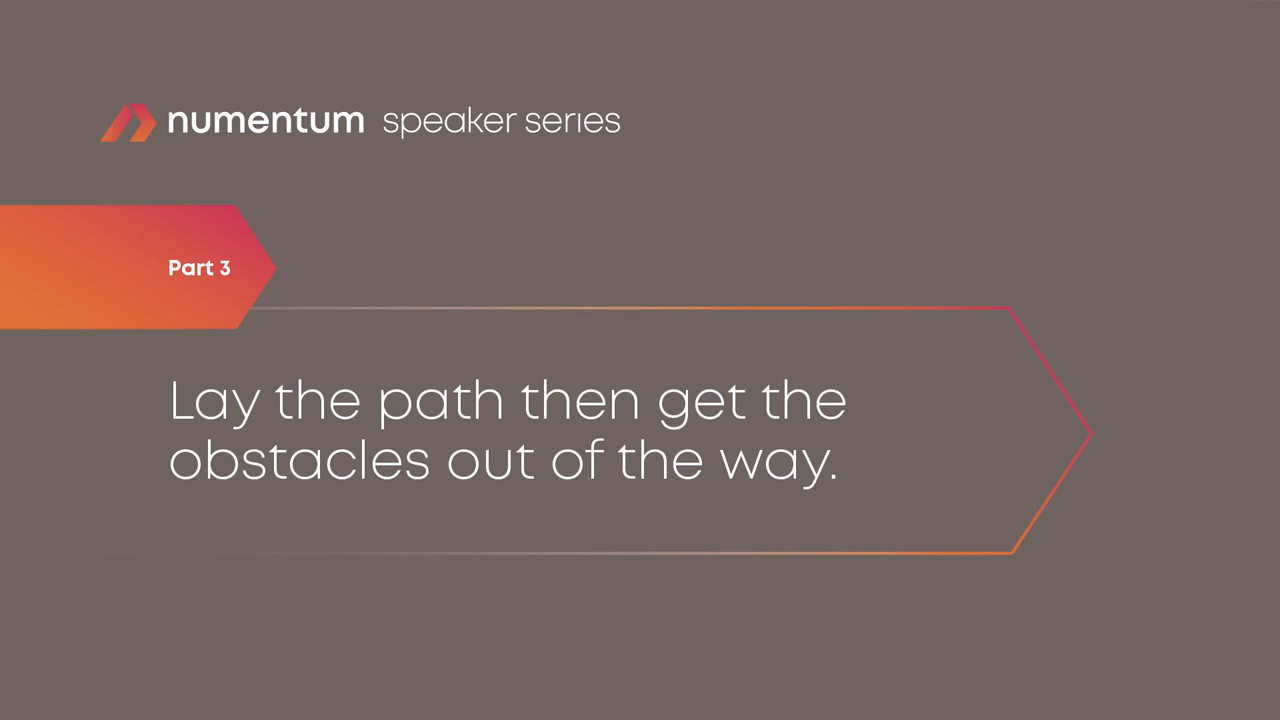 numentum speaker series
Part 3
Lay the path then get the
obstacles out of the way.